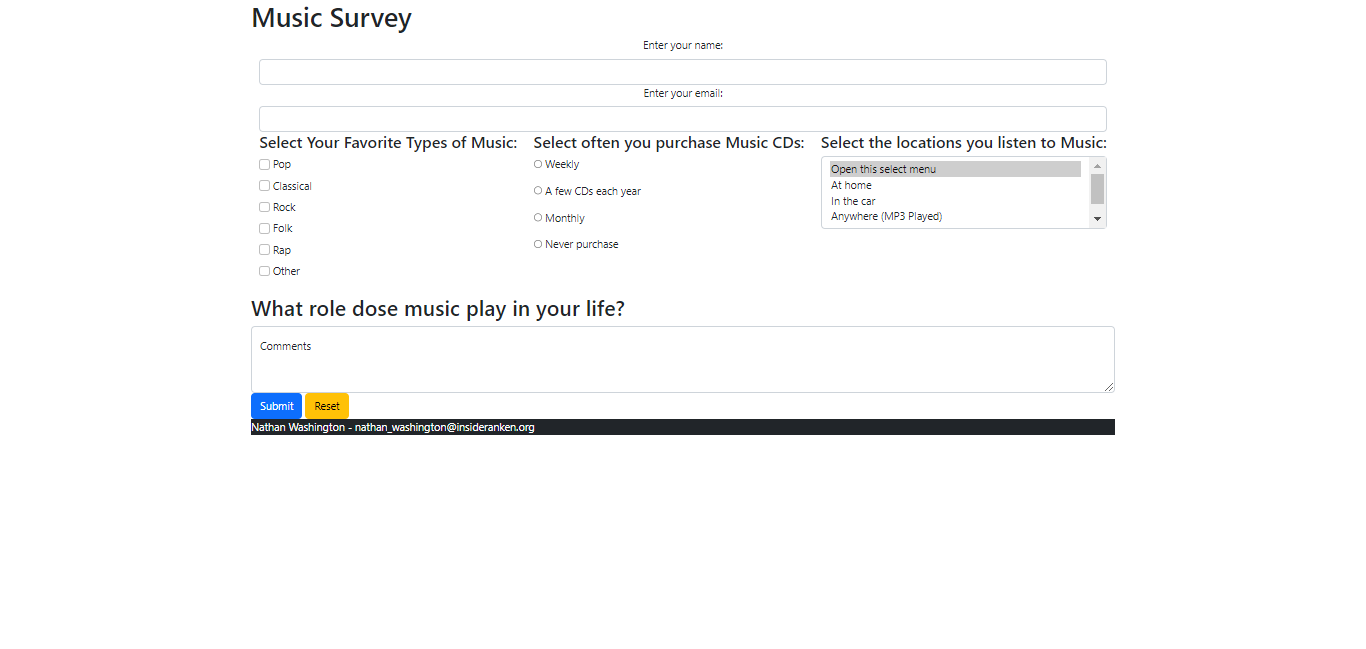 Music Survey
Enter your name:
Enter your email:
Select Your Favorite Types of Music:
Pop
Classical
Rock
Folk
Rap
Other
Select often you purchase Music CDs:
Weekly
A few CDs each year
Monthly
Never purchase
Select the locations you listen to Music:
Open this select menu
At home
In the car
Anywhere (MP3 Played)
What role dose music play in your life?
Comments
Submit Reset
Nathan Washington - nathan_washington@insideranken.org